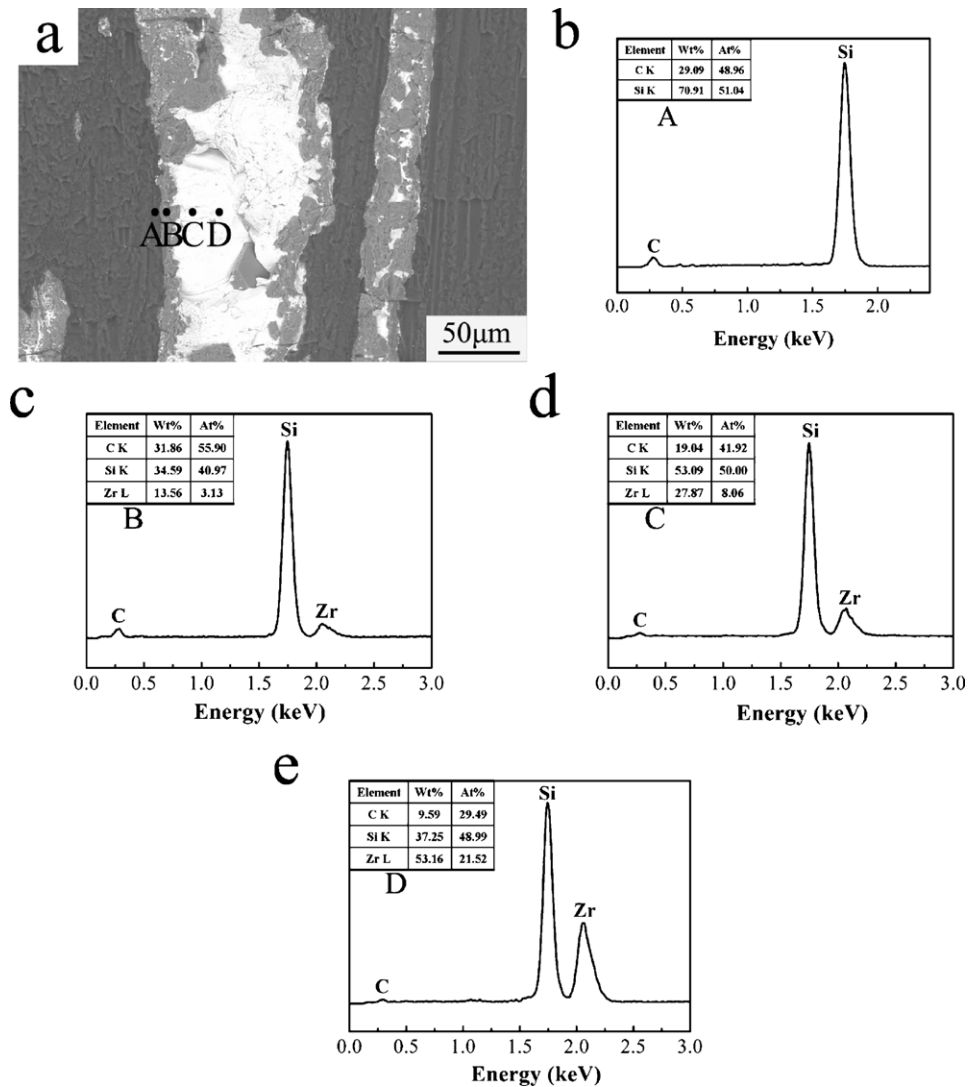 a
A B C D
50μm
b
Element Wt% At%
C K 29.09 48.96
Si K 70.91 51.04
A
Si
C
0.0 0.5 1.0 1.5 2.0
Energy (keV)
c
Element Wt% At%
C K 31.86 55.90
Si K 34.59 40.97
Zr L 13.56 3.13
B
Si
C
Zr
0.0 0.5 1.0 1.5 2.0 2.5 3.0
Energy (keV)
d
Element Wt% At%
C K 19.04 41.92
Si K 53.09 50.00
Zr L 27.87 8.06
C
Si
C
Zr
0.0 0.5 1.0 1.5 2.0 2.5 3.0
Energy (keV)
e
Element Wt% At%
C K 9.59 29.49
Si K 37.25 48.99
Zr L 53.16 21.52
D
Si
Zr
C
0.0 0.5 1.0 1.5 2.0 2.5 3.0
Energy (keV)